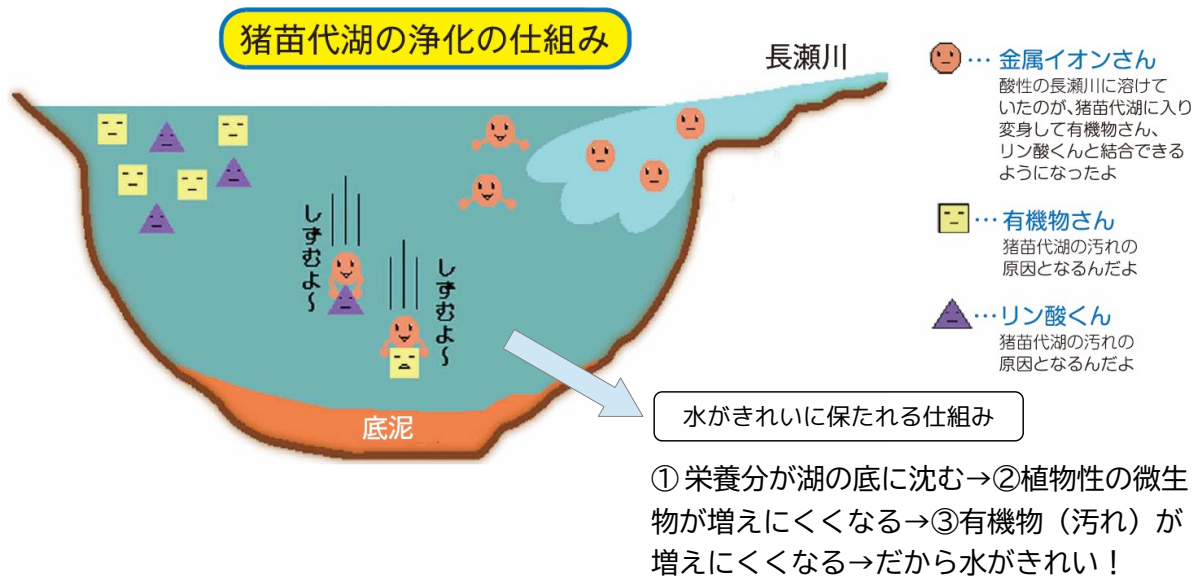 猪苗代湖の浄化の仕組み
長瀬川
… 金属イオンさん
酸性の長瀬川に溶けて
いたのが、猪苗代湖に入り
変身して有機物さん、
リン酸くんと結合できる
ようになったよ
… 有機物さん
猪苗代湖の汚れの
原因となるんだよ
… リン酸くん
猪苗代湖の汚れの
原因となるんだよ
しずむよ～
しずむよ～
底泥
水がきれいに保たれる仕組み
① 栄養分が湖の底に沈む→②植物性の微生
物が増えにくくなる→③有機物（汚れ）が
増えにくくなる→だから水がきれい！